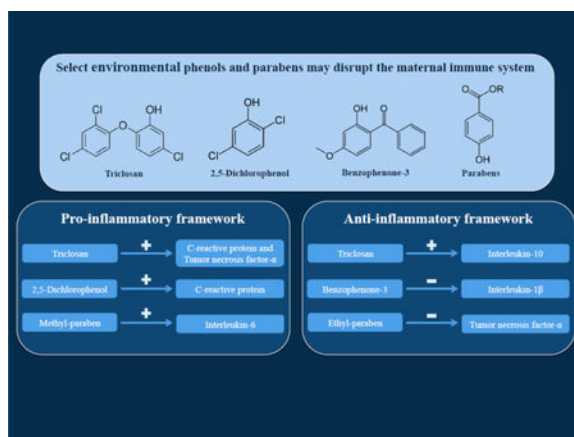 Select environmental phenols and parabens may disrupt the maternal immune system
Cl
OH
O
Cl
Cl
Triclosan
OH
Cl
Cl
2,5-Dichlorophenol
OH
O
O
Benzophenone-3
O
OR
OH
Parabens
Pro-inflammatory framework
Triclosan
+
C-reactive protein and
Tumor necrosis factor-α
2,5-Dichlorophenol
+
C-reactive protein
Methyl-paraben
+
Interleukin-6
Anti-inflammatory framework
Triclosan
+
Interleukin-10
Benzophenone-3
−
Interleukin-1β
Ethyl-paraben
−
Tumor necrosis factor-α